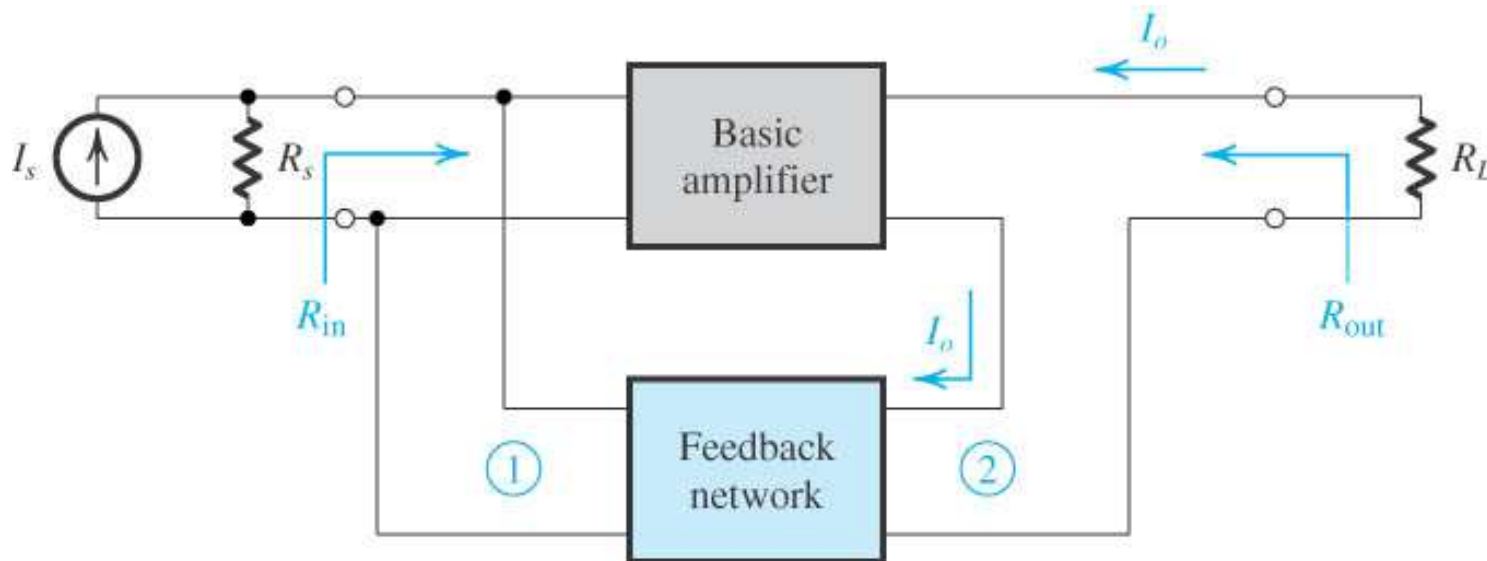 I_o
Basic
amplifier
I_s
R_s
R_L
R_in
I_o
R_out
Feedback
network
1
2